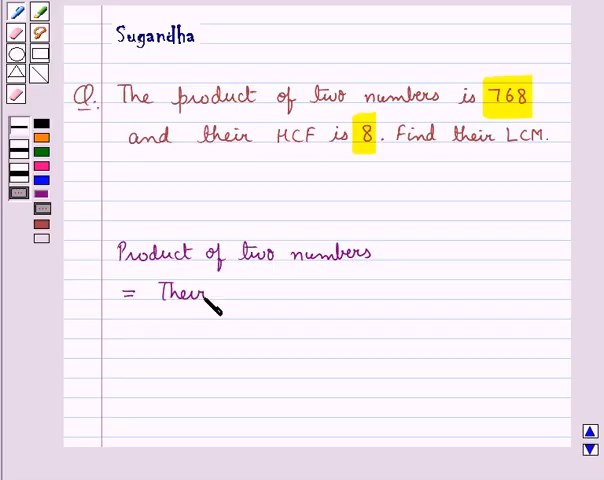 Sugandha
Q. The product of two numbers is 768
and their HCF is 8. Find their LCM.
Product of two numbers
= Their